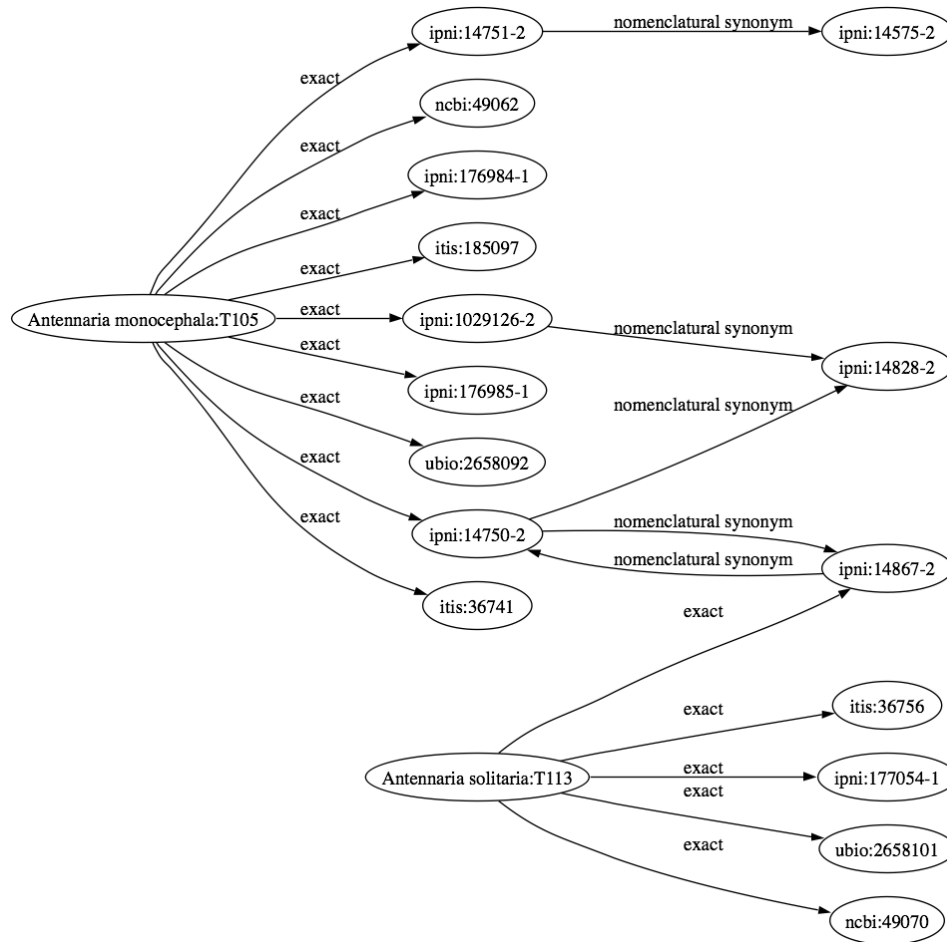 ipni:14751-2
nomenclatural synonym
ipni:14575-2
exact
ncbi:49062
exact
ipni:176984-1
exact
itis:185097
exact
Antennaria monocephala:T105
exact
ipni:1029126-2
nomenclatural synonym
ipni:14828-2
exact
ipni:176985-1
exact
nomenclatural synonym
ubio:2658092
exact
ipni:14750-2
nomenclatural synonym
nomenclatural synonym
ipni:14867-2
exact
itis:36741
exact
exact
itis:36756
Antennaria solitaria:T113
exact
ipni:177054-1
exact
ubio:2658101
exact
ncbi:49070